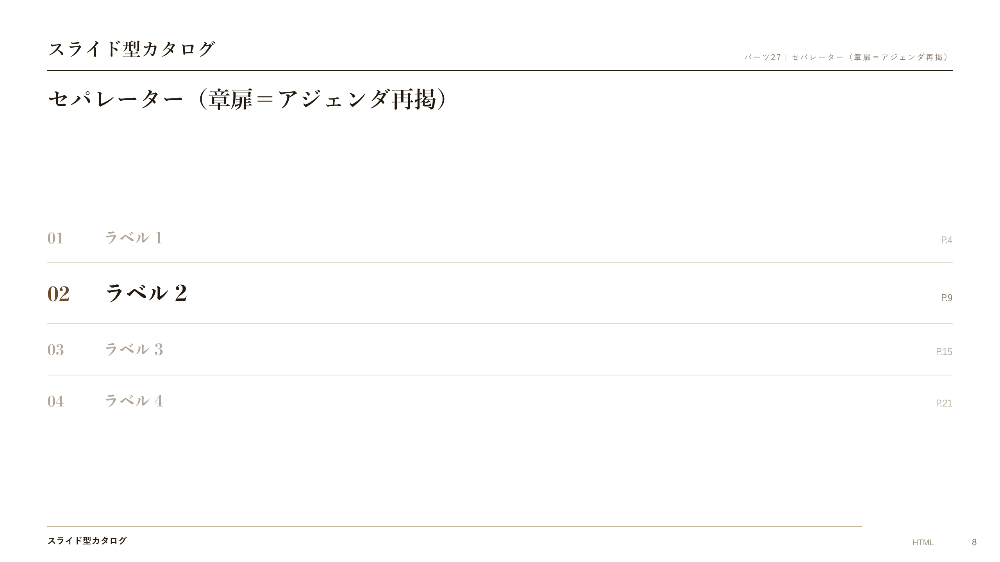 スライド型カタログ
パーツ27｜セパレーター（章扉＝アジェンダ再掲）
セパレーター（章扉＝アジェンダ再掲）
01 ラベル 1 P.4
02 ラベル 2 P.9
03 ラベル 3 P.15
04 ラベル 4 P.21
スライド型カタログ HTML 8